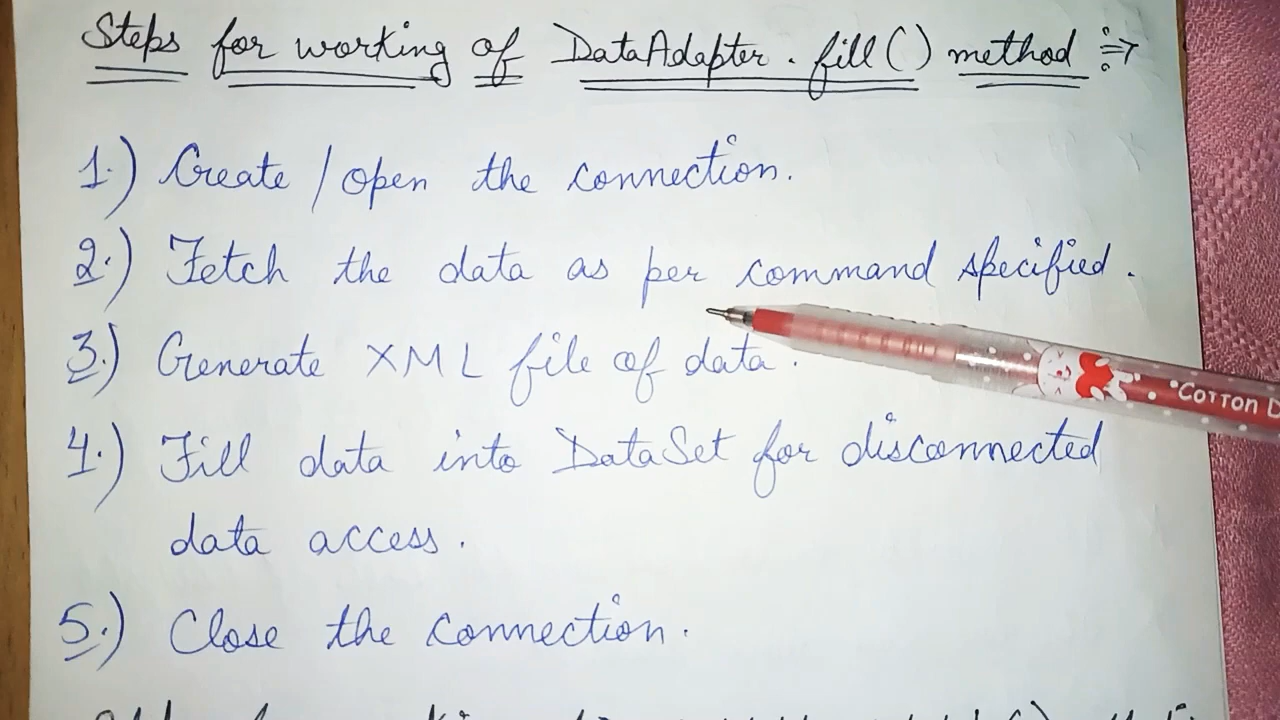 Steps for working of DataAdapter.fill() method :⇒
1.) Create / open the connection.
2.) Fetch the data as per command specified.
3.) Generate XML file of data.
4.) Fill data into DataSet for disconnected
data access.
5.) Close the connection.
COTTON